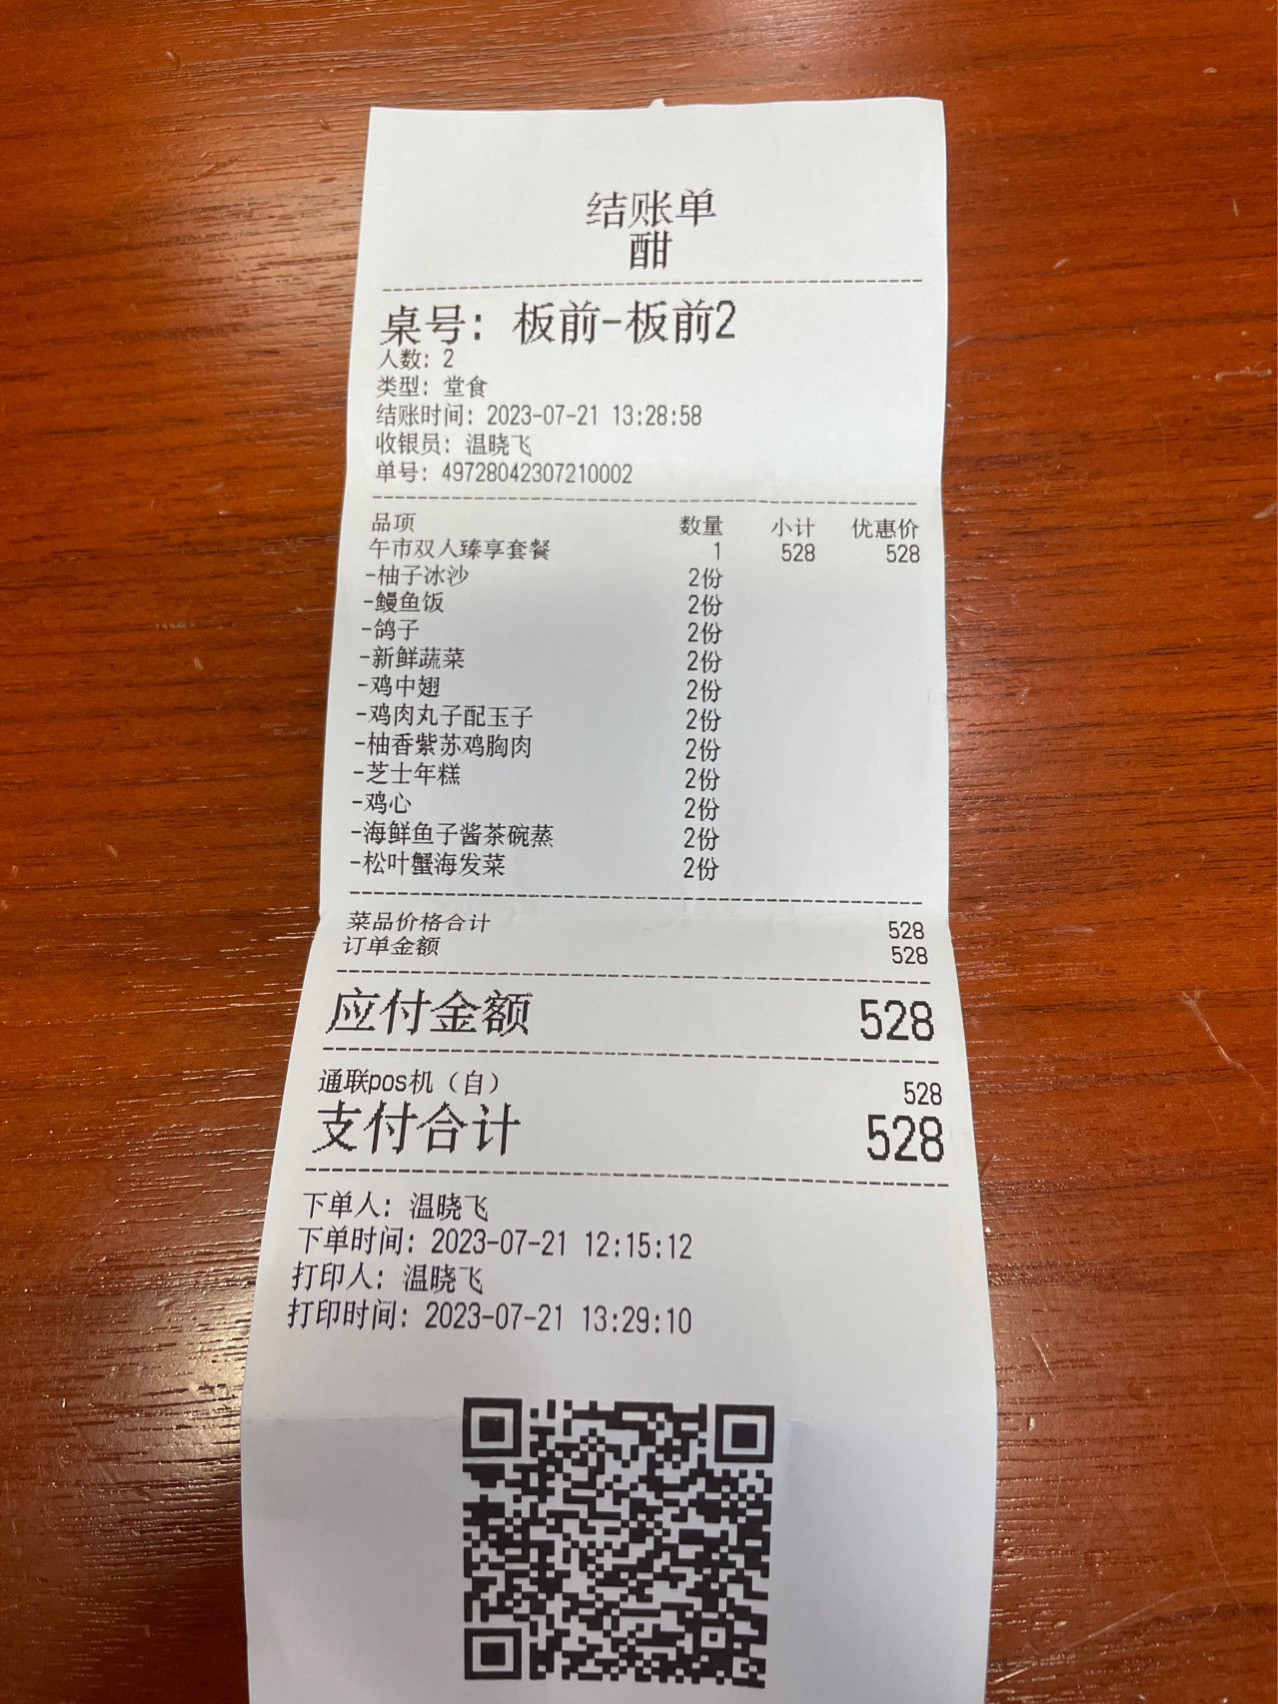 结账单
酣
桌号：板前-板前2
人数：2
类型：堂食
结账时间：2023-07-21 13:28:58
收银员：温晓飞
单号：49728042307210002
品项 数量 小计 优惠价
午市双人臻享套餐 1 528 528
-柚子冰沙 2份
-鳗鱼饭 2份
-鸽子 2份
-新鲜蔬菜 2份
-鸡中翅 2份
-鸡肉丸子配玉子 2份
-柚香紫苏鸡胸肉 2份
-芝士年糕 2份
-鸡心 2份
-海鲜鱼子酱茶碗蒸 2份
-松叶蟹海发菜 2份
菜品价格合计 528
订单金额 528
应付金额 528
通联pos机（自） 528
支付合计 528
下单人：温晓飞
下单时间：2023-07-21 12:15:12
打印人：温晓飞
打印时间：2023-07-21 13:29:10